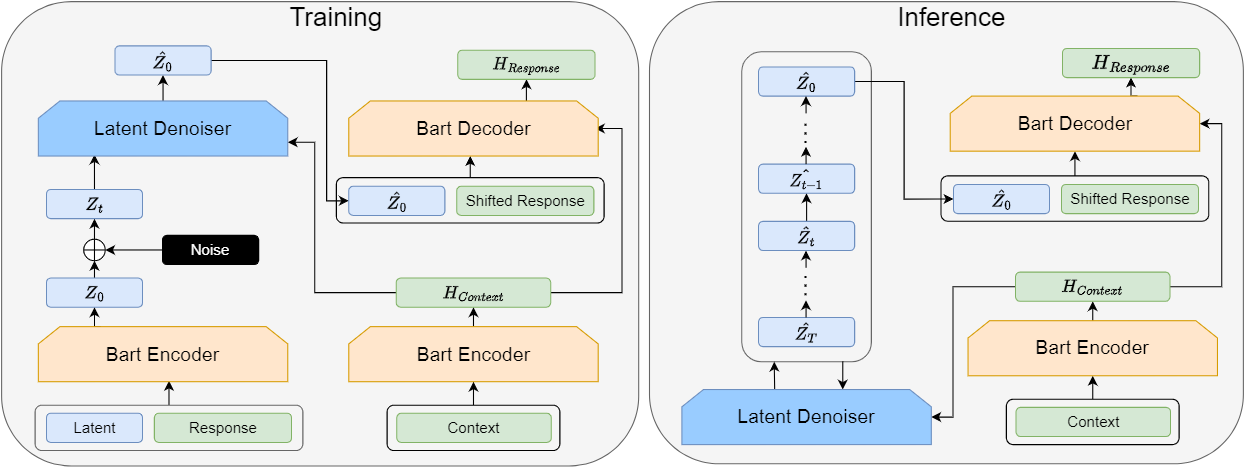 Training
$\hat{Z}_0$
$H_{Response}$
Latent Denoiser
Bart Decoder
$Z_t$
$\hat{Z}_0$
Shifted Response
Noise
$Z_0$
$H_{Context}$
Bart Encoder
Bart Encoder
Latent
Response
Context
Inference
$\hat{Z}_0$
$H_{Response}$
Bart Decoder
$\hat{Z_{t-1}}$
$\hat{Z}_0$
Shifted Response
$\hat{Z}_t$
$H_{Context}$
$\hat{Z_T}$
Bart Encoder
Latent Denoiser
Context